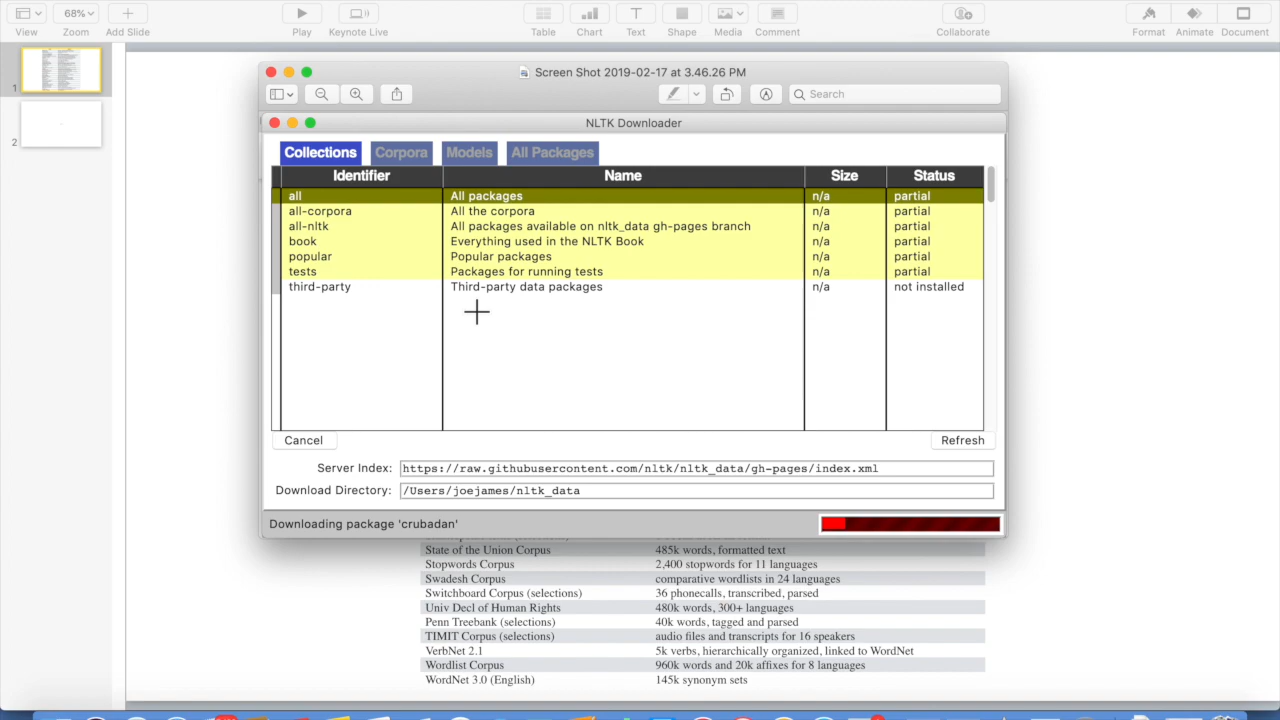 68%
View
Zoom
Add Slide
Play
Keynote Live
Table
Chart
Text
Shape
Media
Comment
Collaborate
Format
Animate
Document
1
2
Screen Shot 2019-02-17 at 3.46.26 PM
Search
NLTK Downloader
Collections Corpora Models All Packages
Identifier Name Size Status
all All packages n/a partial
all-corpora All the corpora n/a partial
all-nltk All packages available on nltk_data gh-pages branch n/a partial
book Everything used in the NLTK Book n/a partial
popular Popular packages n/a partial
tests Packages for running tests n/a partial
third-party Third-party data packages n/a not installed
Cancel Refresh
Server Index: https://raw.githubusercontent.com/nltk/nltk_data/gh-pages/index.xml
Download Directory: /Users/joejames/nltk_data
Downloading package 'crubadan'
State of the Union Corpus 485k words, formatted text
Stopwords Corpus 2,400 stopwords for 11 languages
Swadesh Corpus comparative wordlists in 24 languages
Switchboard Corpus (selections) 36 phonecalls, transcribed, parsed
Univ Decl of Human Rights 480k words, 300+ languages
Penn Treebank (selections) 40k words, tagged and parsed
TIMIT Corpus (selections) audio files and transcripts for 16 speakers
VerbNet 2.1 5k verbs, hierarchically organized, linked to WordNet
Wordlist Corpus 960k words and 20k affixes for 8 languages
WordNet 3.0 (English) 145k synonym sets